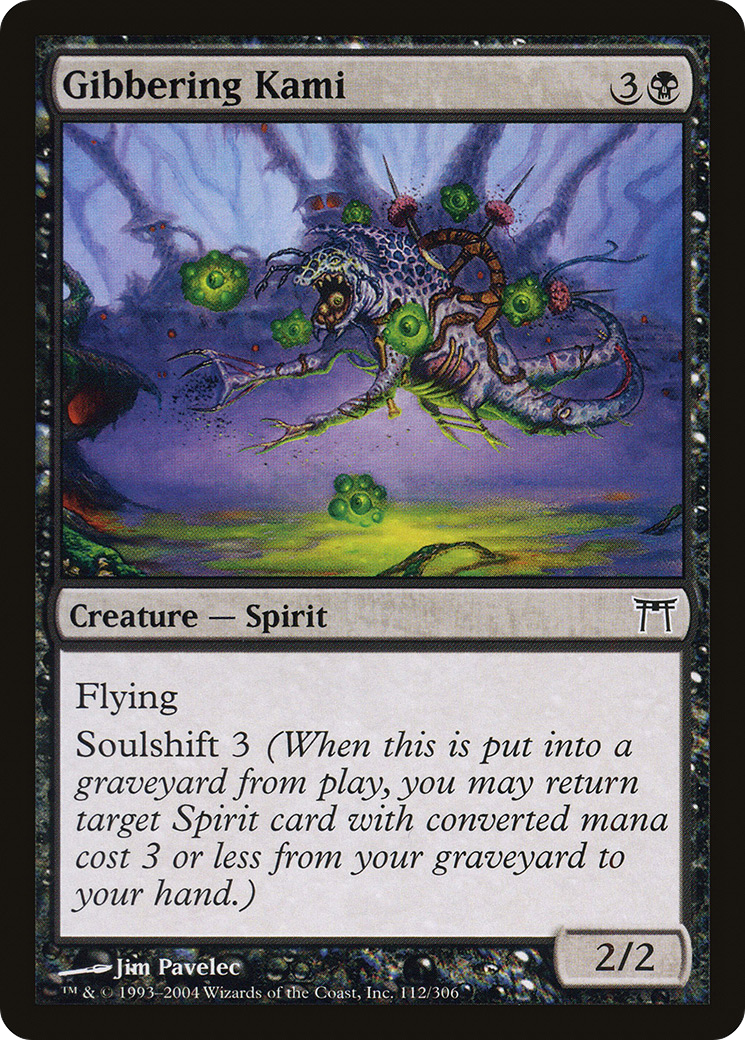 Gibbering Kami 3
Creature — Spirit
Flying
Soulshift 3 (When this is put into a
graveyard from play, you may return
target Spirit card with converted mana
cost 3 or less from your graveyard to
your hand.)
2/2
Jim Pavelec
™ & © 1993–2004 Wizards of the Coast, Inc. 112/306